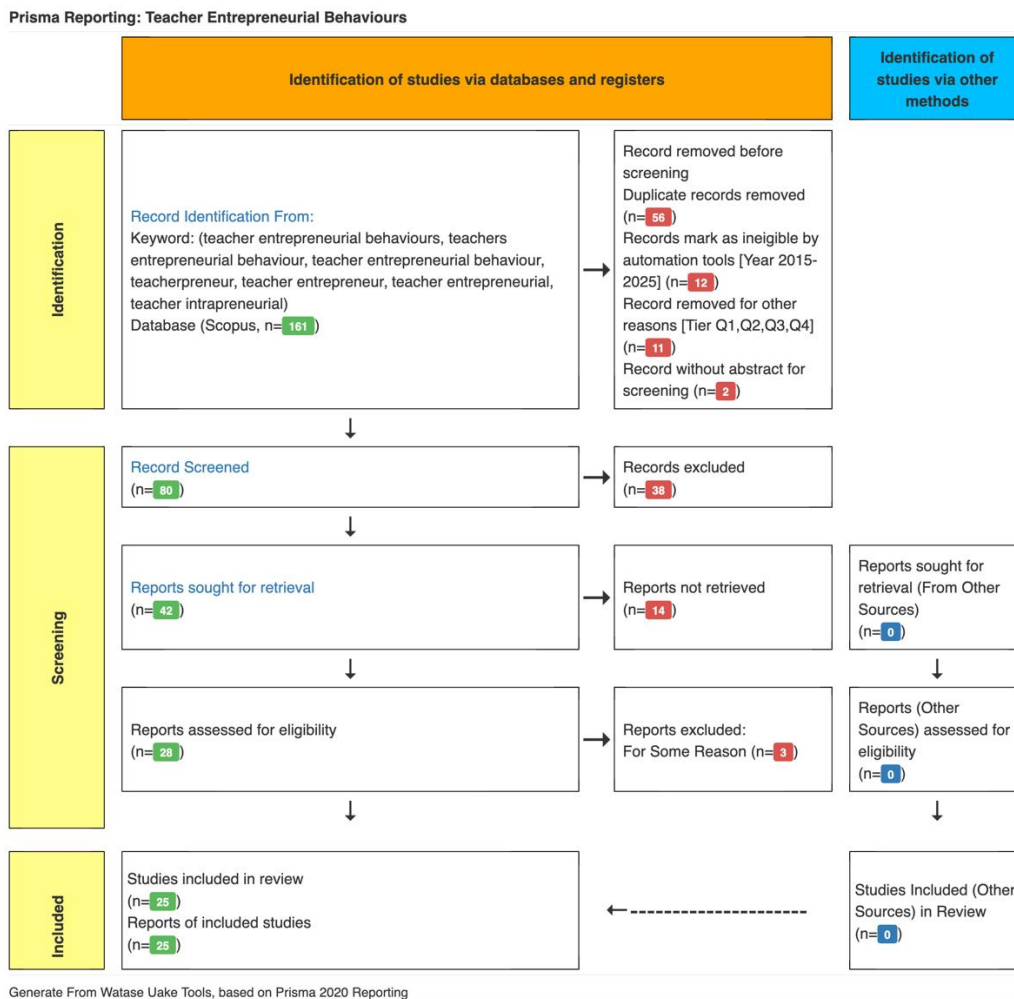 Prisma Reporting: Teacher Entrepreneurial Behaviours
Identification of studies via databases and registers
Identification of
studies via other
methods
Identification
Record Identification From:
Keyword: (teacher entrepreneurial behaviours, teachers
entrepreneurial behaviour, teacher entrepreneurial behaviour,
teacherpreneur, teacher entrepreneur, teacher entrepreneurial,
teacher intrapreneurial)
Database (Scopus, n= 161)
Record removed before
screening
Duplicate records removed
(n= 56)
Records mark as ineigible by
automation tools [Year 2015-
2025] (n= 12)
Record removed for other
reasons [Tier Q1,Q2,Q3,Q4]
(n= 11)
Record without abstract for
screening (n= 2)
Screening
Record Screened
(n= 80)
Records excluded
(n= 38)
Reports sought for retrieval
(n= 42)
Reports not retrieved
(n= 14)
Reports sought for
retrieval (From Other
Sources)
(n= 0)
Reports assessed for eligibility
(n= 28)
Reports excluded:
For Some Reason (n= 3)
Reports (Other
Sources) assessed for
eligibility
(n= 0)
Included
Studies included in review
(n= 25)
Reports of included studies
(n= 25)
Studies Included (Other
Sources) in Review
(n= 0)
Generate From Watase Uake Tools, based on Prisma 2020 Reporting